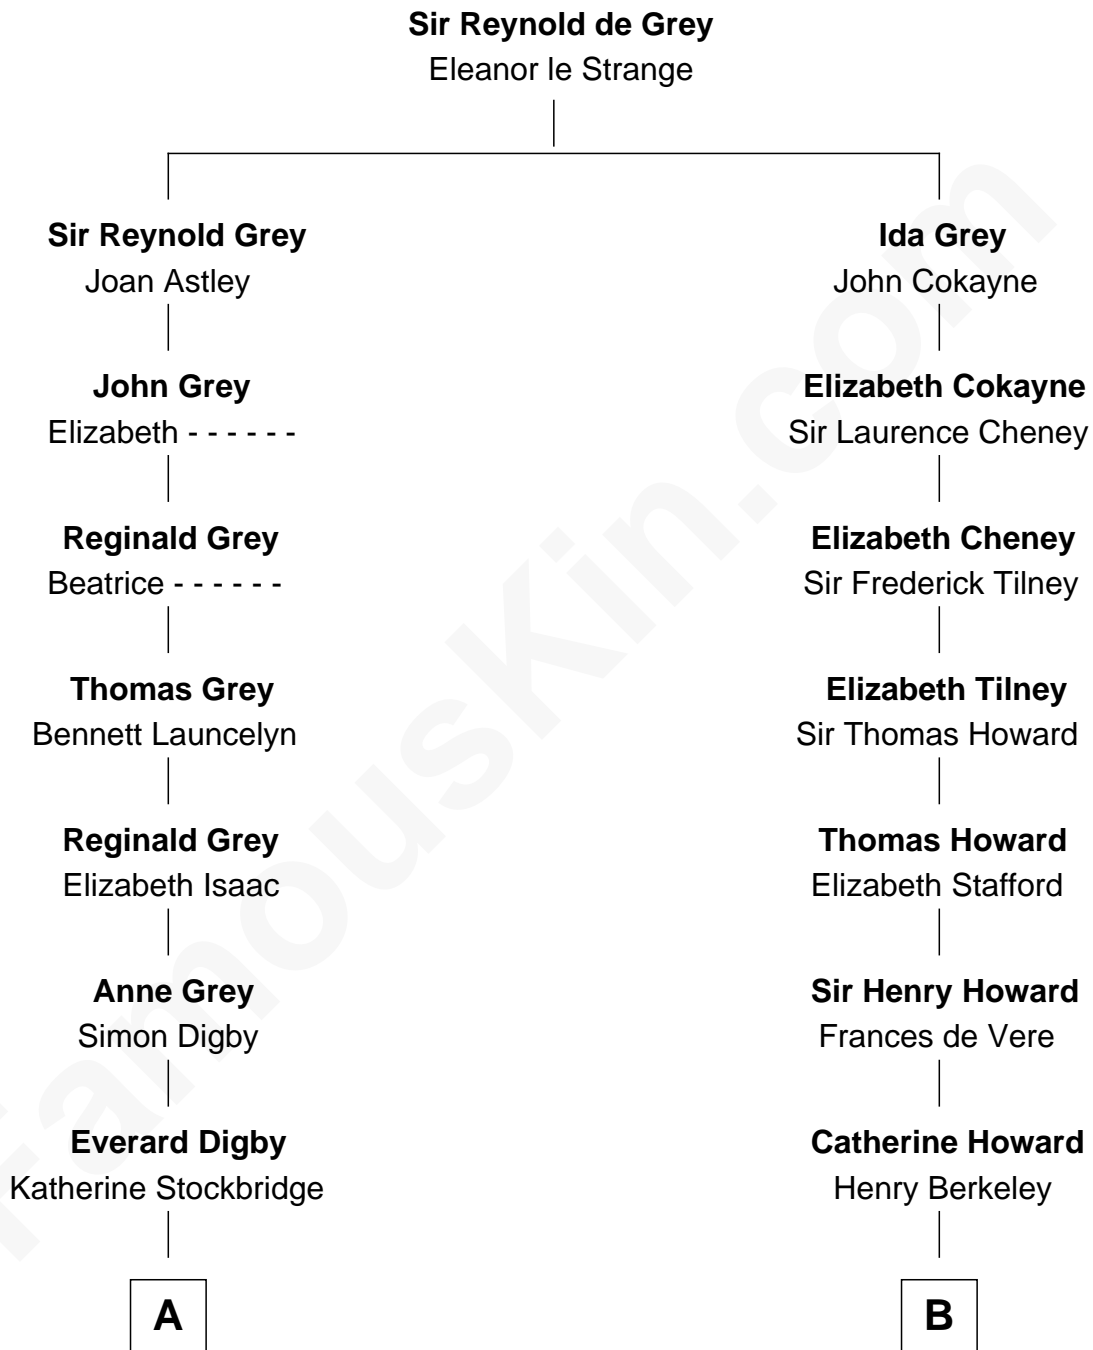 Sir Reynold de Grey
Eleanor le Strange
Sir Reynold Grey
Joan Astley
Ida Grey
John Cokayne
John Grey
Elizabeth - - - - - -
Elizabeth Cokayne
Sir Laurence Cheney
Reginald Grey
Beatrice - - - - - -
Elizabeth Cheney
Sir Frederick Tilney
Thomas Grey
Bennett Launcelyn
Elizabeth Tilney
Sir Thomas Howard
Reginald Grey
Elizabeth Isaac
Thomas Howard
Elizabeth Stafford
Anne Grey
Simon Digby
Sir Henry Howard
Frances de Vere
Everard Digby
Katherine Stockbridge
Catherine Howard
Henry Berkeley
A
B
FamousKin.com